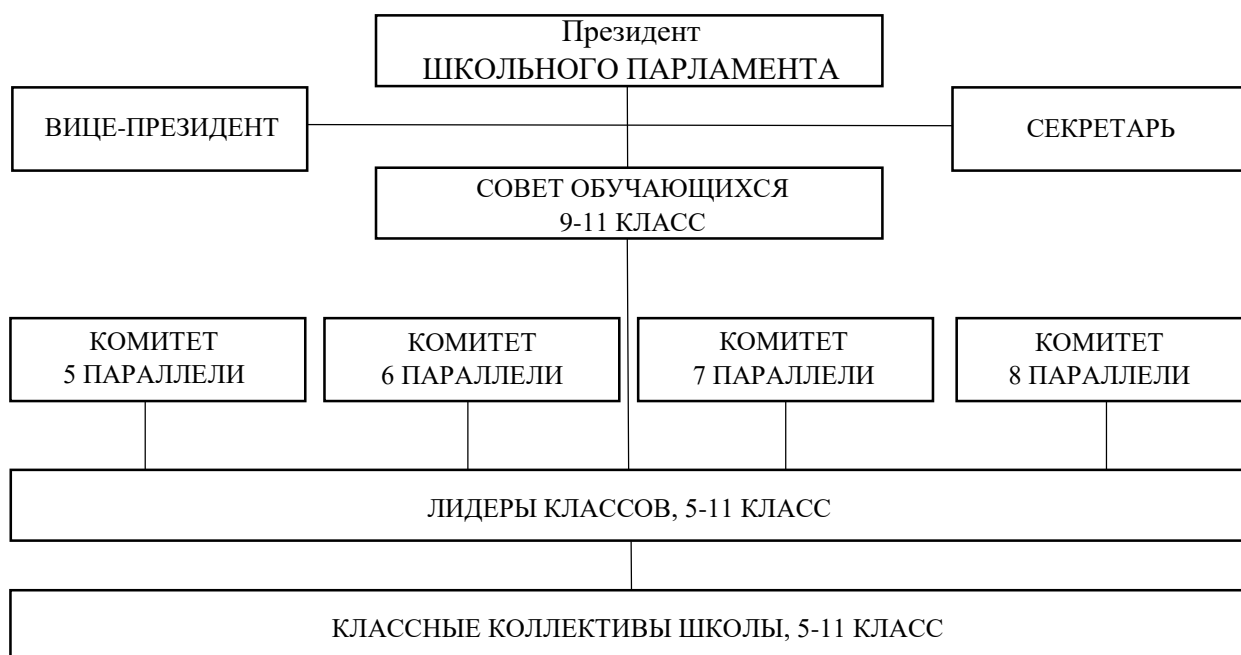 Президент
ШКОЛЬНОГО ПАРЛАМЕНТА
ВИЦЕ-ПРЕЗИДЕНТ
СЕКРЕТАРЬ
СОВЕТ ОБУЧАЮЩИХСЯ
9-11 КЛАСС
КОМИТЕТ
5 ПАРАЛЛЕЛИ
КОМИТЕТ
6 ПАРАЛЛЕЛИ
КОМИТЕТ
7 ПАРАЛЛЕЛИ
КОМИТЕТ
8 ПАРАЛЛЕЛИ
ЛИДЕРЫ КЛАССОВ, 5-11 КЛАСС
КЛАССНЫЕ КОЛЛЕКТИВЫ ШКОЛЫ, 5-11 КЛАСС